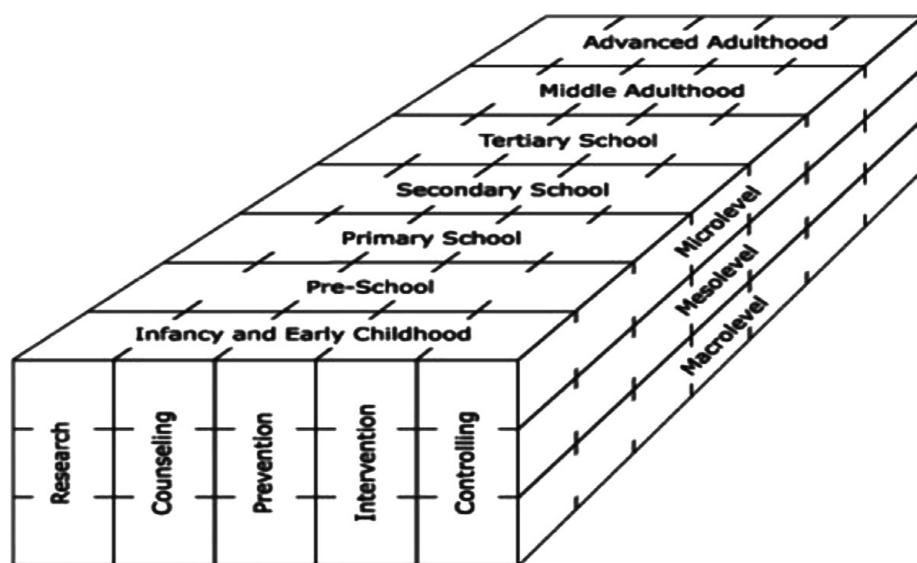 Advanced Adulthood
Middle Adulthood
Tertiary School
Secondary School
Primary School
Pre-School
Infancy and Early Childhood
Microlevel
Mesolevel
Macrolevel
Research
Counseling
Prevention
Intervention
Controlling